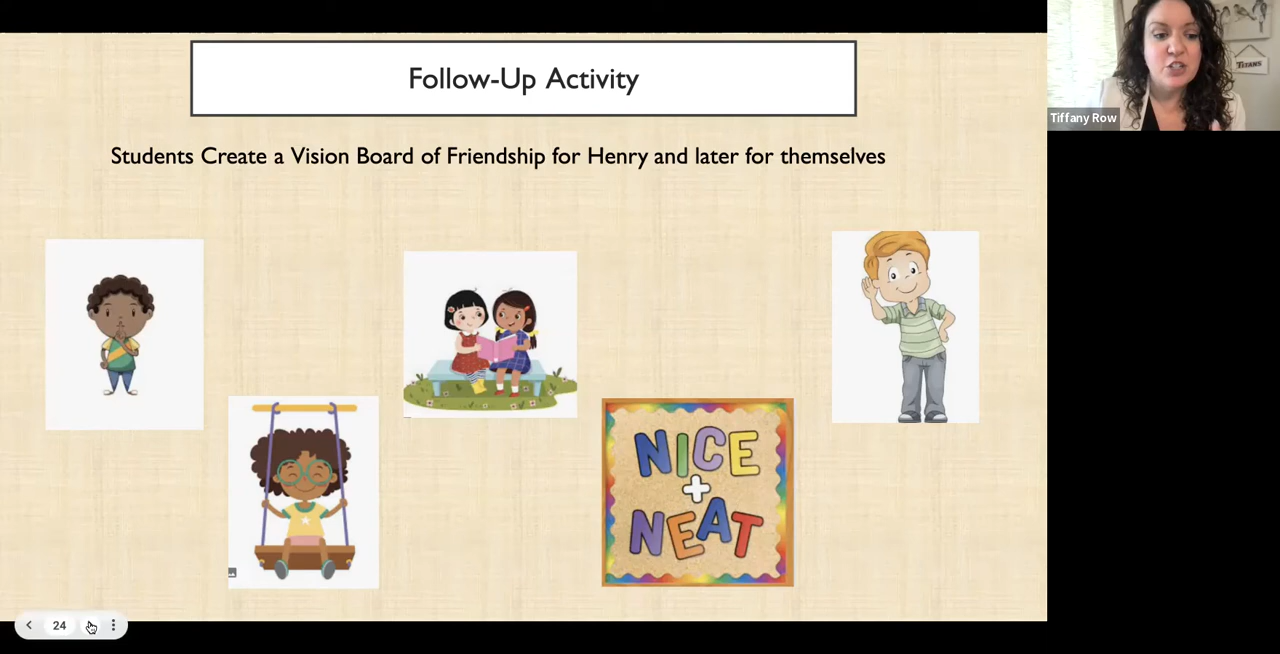 Follow-Up Activity
TITANS
Tiffany Row
Students Create a Vision Board of Friendship for Henry and later for themselves
NICE
+
NEAT
24